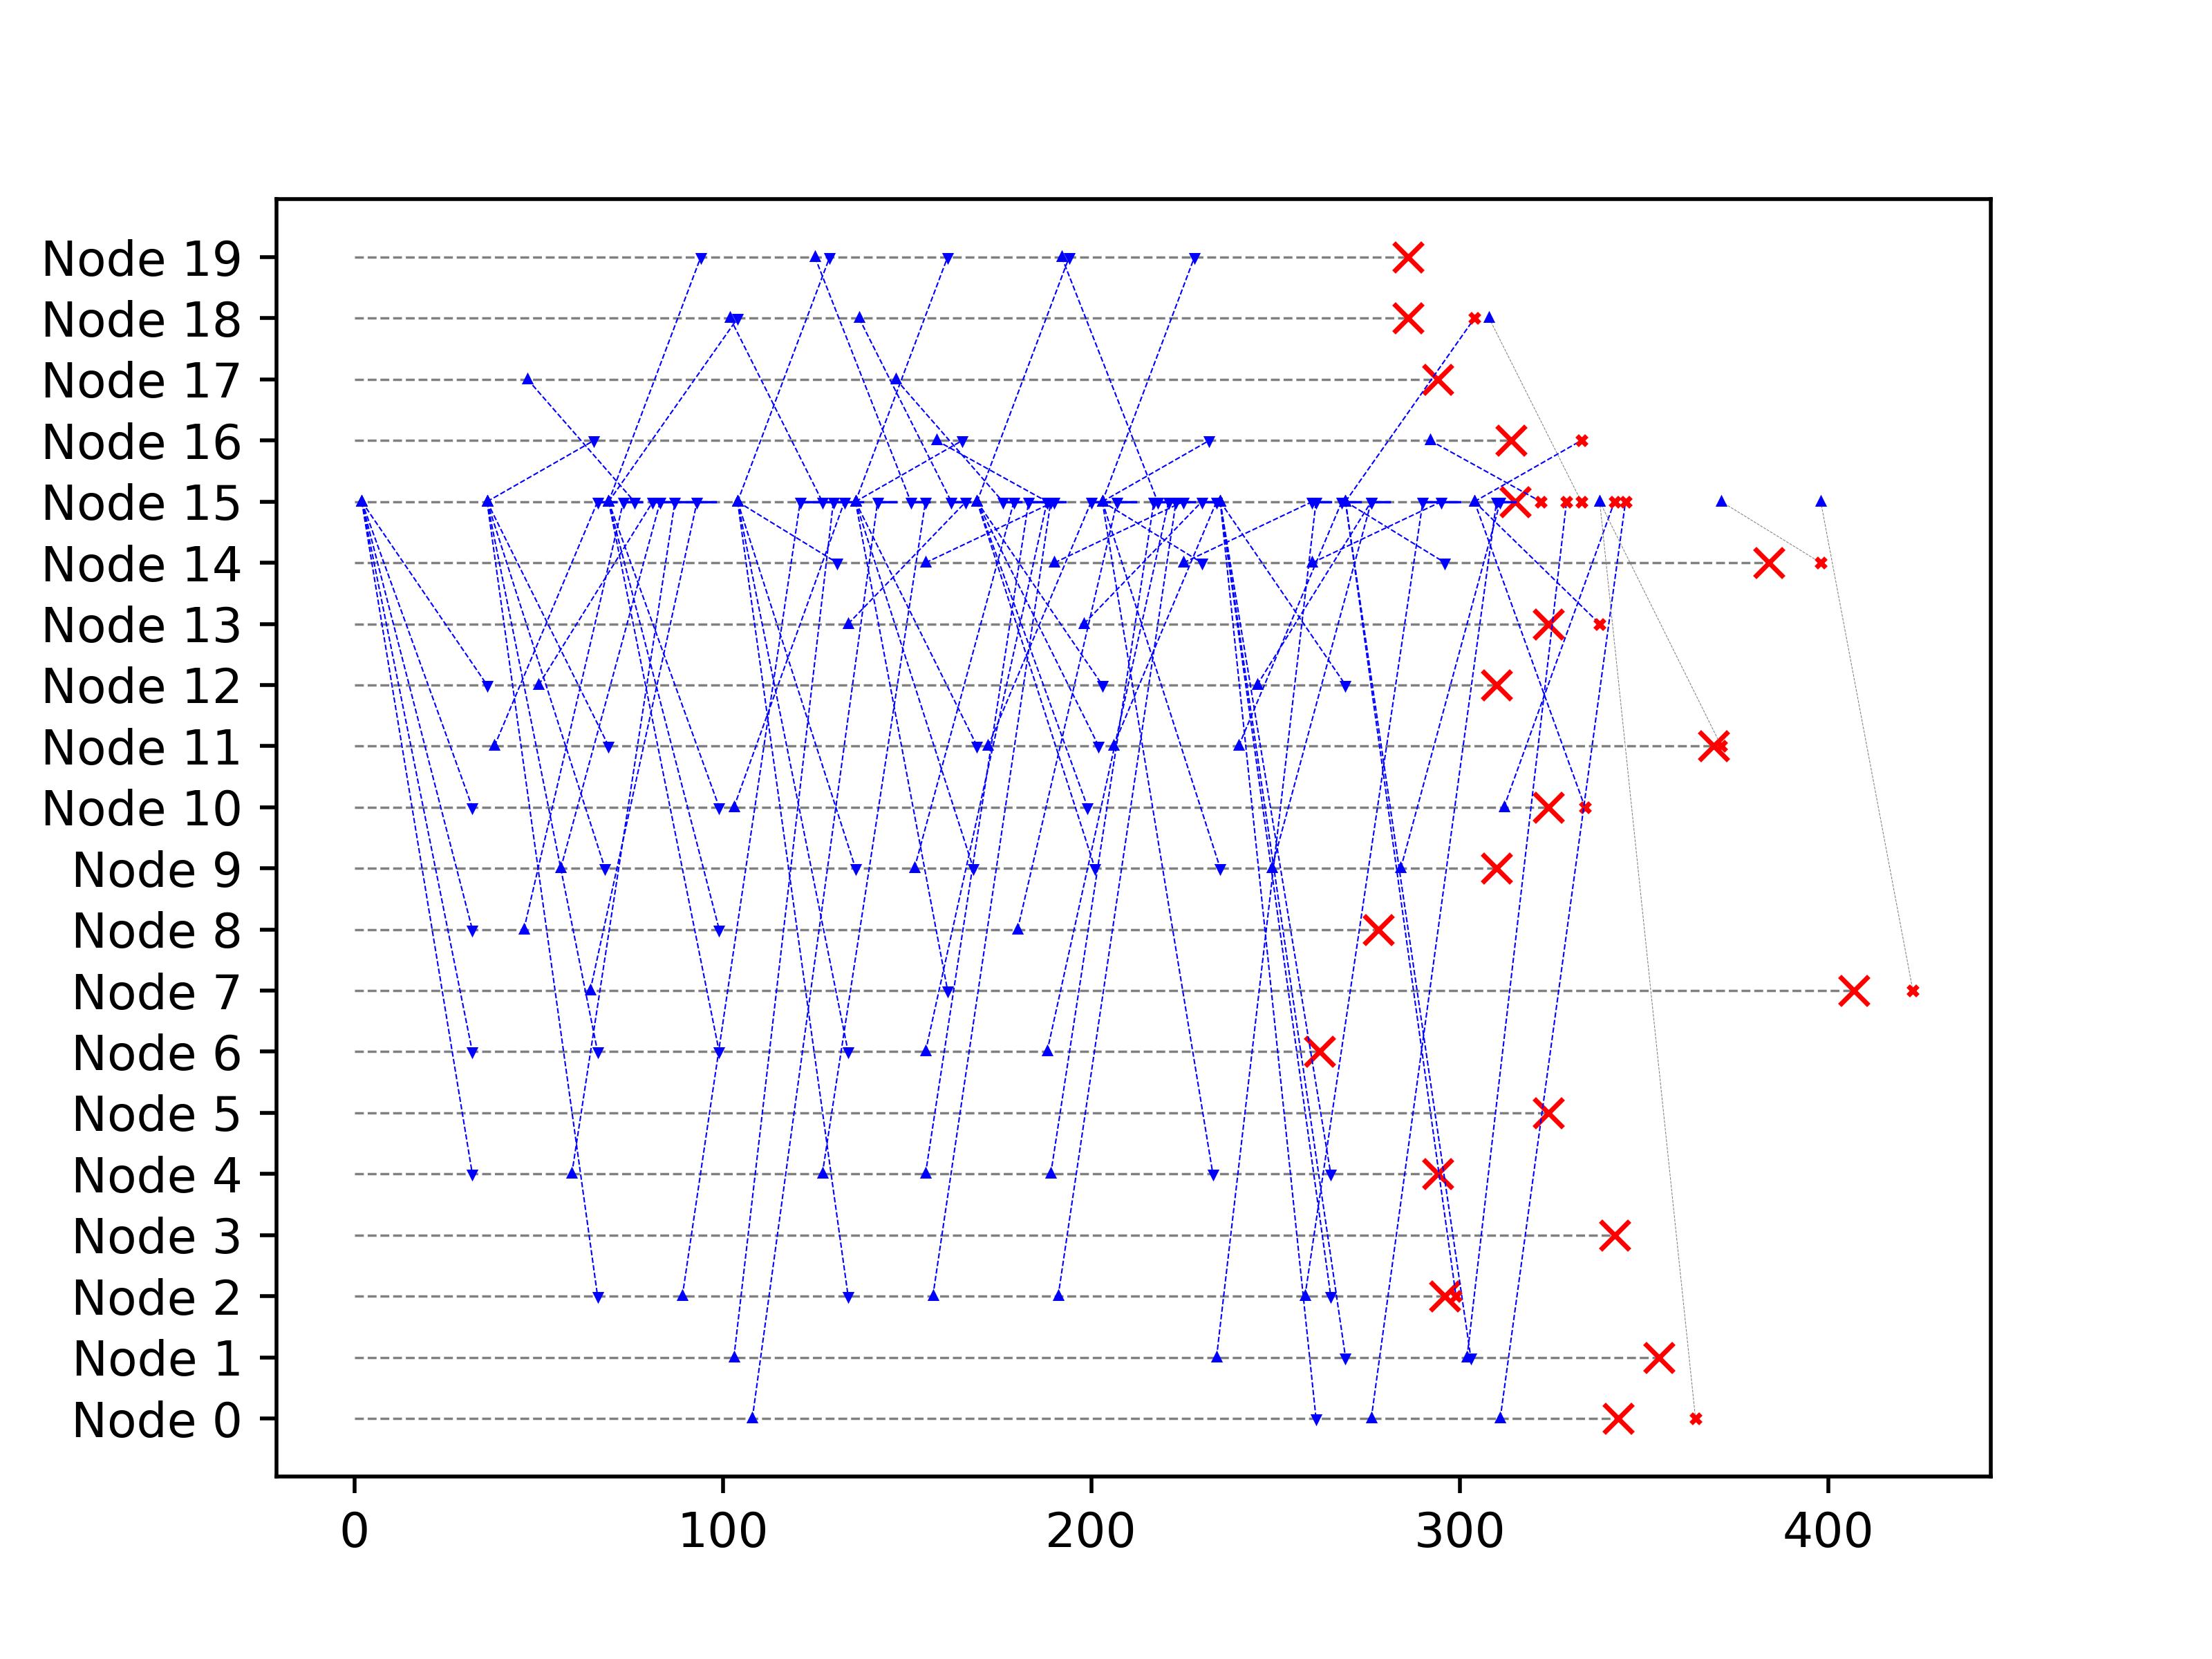 Node 19
Node 18
Node 17
Node 16
Node 15
Node 14
Node 13
Node 12
Node 11
Node 10
Node 9
Node 8
Node 7
Node 6
Node 5
Node 4
Node 3
Node 2
Node 1
Node 0
0 100 200 300 400